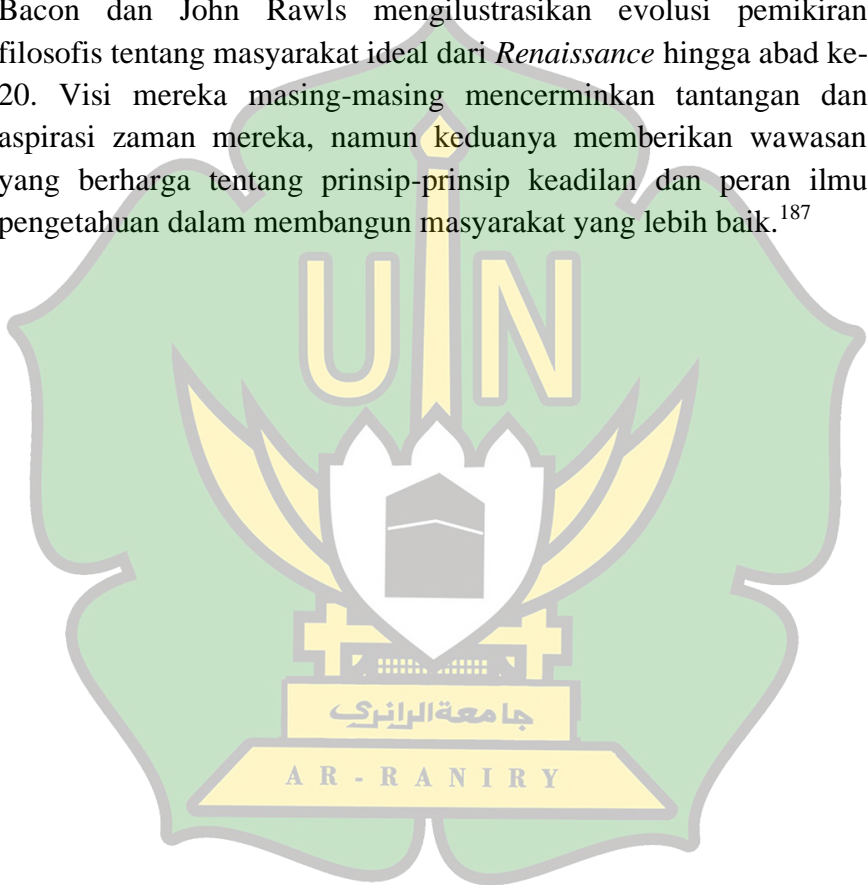 Bacon dan John Rawls mengilustrasikan evolusi pemikiran
filosofis tentang masyarakat ideal dari Renaissance hingga abad ke-
20. Visi mereka masing-masing mencerminkan tantangan dan
aspirasi zaman mereka, namun keduanya memberikan wawasan
yang berharga tentang prinsip-prinsip keadilan dan peran ilmu
pengetahuan dalam membangun masyarakat yang lebih baik.187
UIN
جامعة الرانري
AR-RANIRY